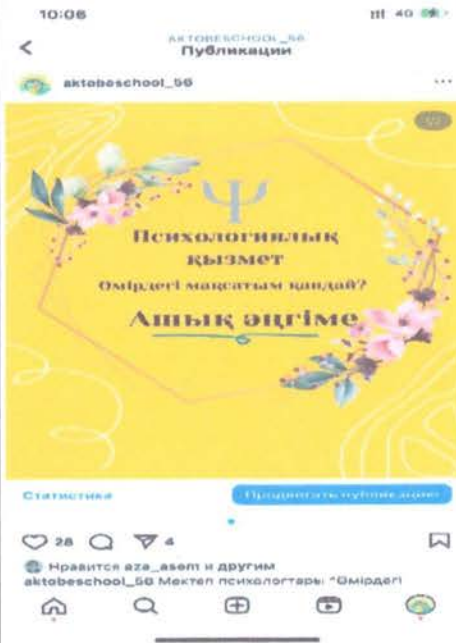 10:06
4G
AKTOBESCHOOL_56
Публикации
aktobeschool_56
Ψ
Психологиялық
қызмет
Өмірдегі мақсатым қандай?
Ашық әңгіме
Статистика
Продвигать публикацию
28 4
Нравится aza_asem и другим
aktobeschool_56 Мектеп психологтары "Өмірдегі